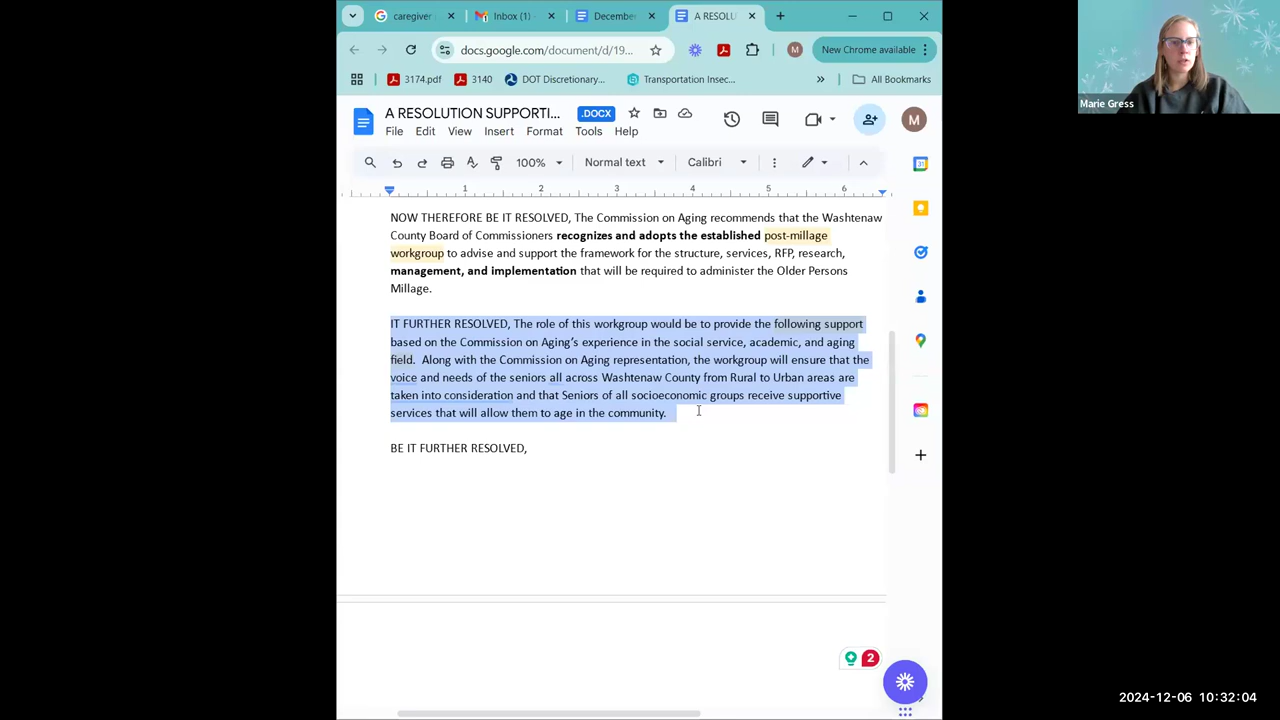 caregiver
Inbox (1)
December
A RESOLU
docs.google.com/document/d/19...
M
New Chrome available
3174.pdf
3140
DOT Discretionary...
Transportation Insec...
»
All Bookmarks
A RESOLUTION SUPPORTI...
.DOCX
File Edit View Insert Format Tools Help
M
100%
Normal text
Calibri
1 2 3 4 5 6
NOW THEREFORE BE IT RESOLVED, The Commission on Aging recommends that the Washtenaw
County Board of Commissioners recognizes and adopts the established post-millage
workgroup to advise and support the framework for the structure, services, RFP, research,
management, and implementation that will be required to administer the Older Persons
Millage.
IT FURTHER RESOLVED, The role of this workgroup would be to provide the following support
based on the Commission on Aging’s experience in the social service, academic, and aging
field. Along with the Commission on Aging representation, the workgroup will ensure that the
voice and needs of the seniors all across Washtenaw County from Rural to Urban areas are
taken into consideration and that Seniors of all socioeconomic groups receive supportive
services that will allow them to age in the community.
BE IT FURTHER RESOLVED,
2
Marie Gress
2024-12-06 10:32:04